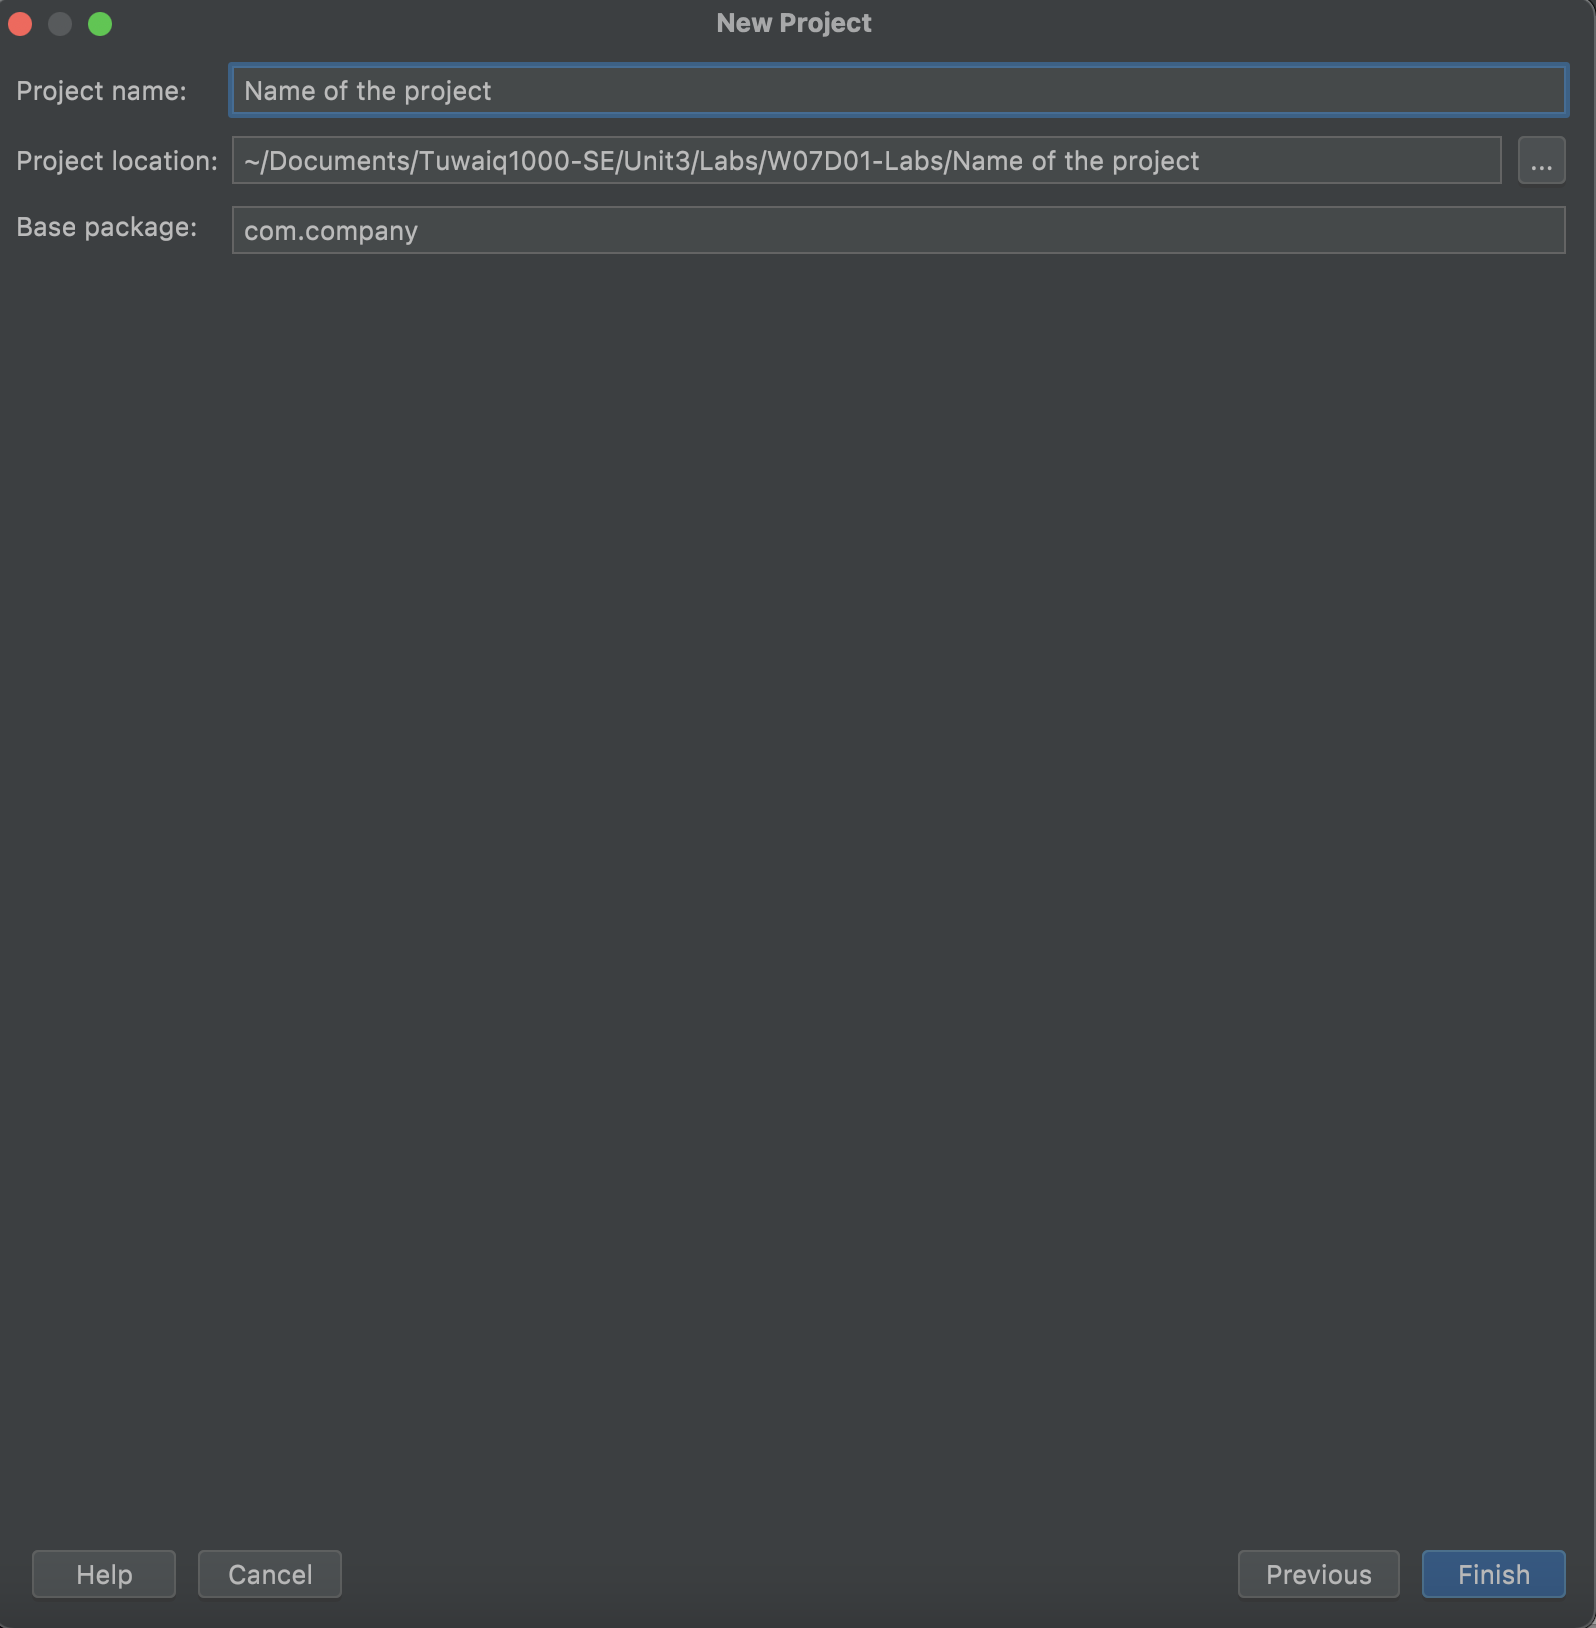 New Project
Project name: Name of the project
Project location: ~/Documents/Tuwaiq1000-SE/Unit3/Labs/W07D01-Labs/Name of the project ...
Base package: com.company
Help Cancel Previous Finish